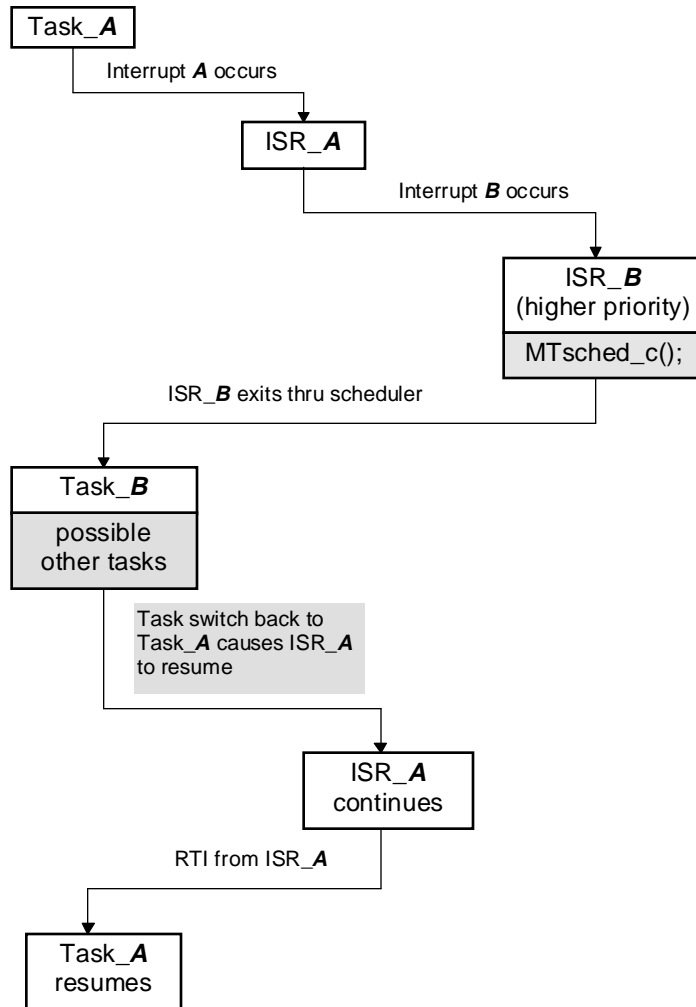 Task_A
Interrupt A occurs
ISR_A
Interrupt B occurs
ISR_B
(higher priority)
MTsched_c();
ISR_B exits thru scheduler
Task_B
possible
other tasks
Task switch back to
Task_A causes ISR_A
to resume
ISR_A
continues
RTI from ISR_A
Task_A
resumes